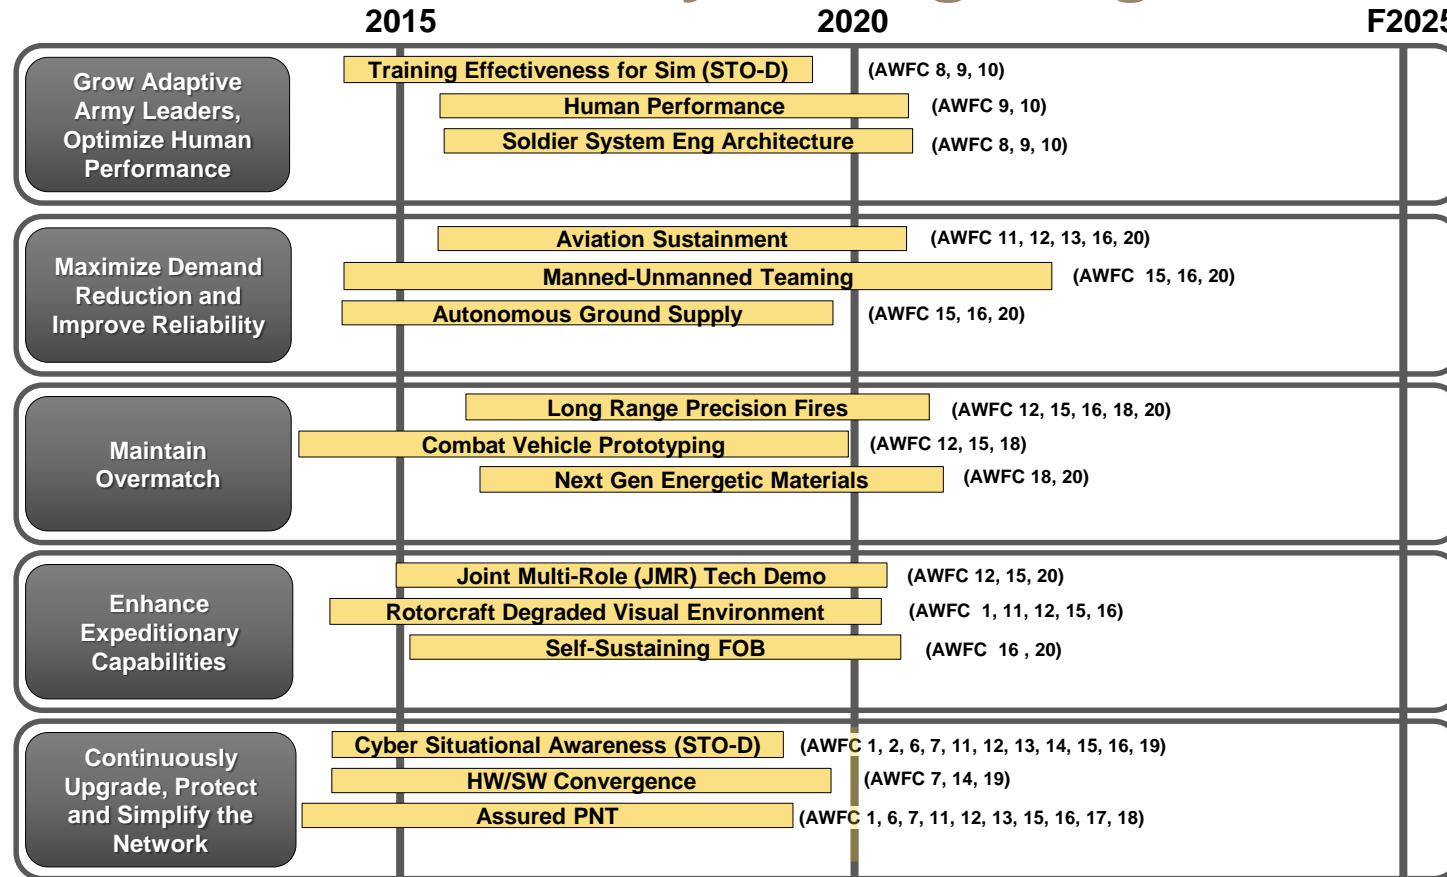 2015
2020
F2025
Grow Adaptive
Army Leaders,
Optimize Human
Performance
Training Effectiveness for Sim (STO-D)
(AWFC 8, 9, 10)
Human Performance
(AWFC 9, 10)
Soldier System Eng Architecture
(AWFC 8, 9, 10)
Maximize Demand
Reduction and
Improve Reliability
Aviation Sustainment
(AWFC 11, 12, 13, 16, 20)
Manned-Unmanned Teaming
(AWFC 15, 16, 20)
Autonomous Ground Supply
(AWFC 15, 16, 20)
Maintain
Overmatch
Long Range Precision Fires
(AWFC 12, 15, 16, 18, 20)
Combat Vehicle Prototyping
(AWFC 12, 15, 18)
Next Gen Energetic Materials
(AWFC 18, 20)
Enhance
Expeditionary
Capabilities
Joint Multi-Role (JMR) Tech Demo
(AWFC 12, 15, 20)
Rotorcraft Degraded Visual Environment
(AWFC 1, 11, 12, 15, 16)
Self-Sustaining FOB
(AWFC 16 , 20)
Continuously
Upgrade, Protect
and Simplify the
Network
Cyber Situational Awareness (STO-D)
(AWFC 1, 2, 6, 7, 11, 12, 13, 14, 15, 16, 19)
HW/SW Convergence
(AWFC 7, 14, 19)
Assured PNT
(AWFC 1, 6, 7, 11, 12, 13, 15, 16, 17, 18)